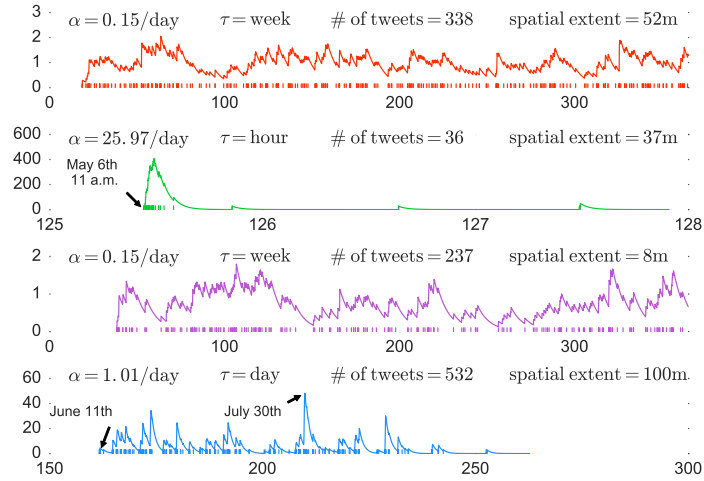 3 α = 0.15/day τ = week # of tweets = 338 spatial extent = 52m
2
1
0
0 100 200 300
600 α = 25.97/day τ = hour # of tweets = 36 spatial extent = 37m
400 May 6th
200 11 a.m.
0
125 126 127 128
2 α = 0.15/day τ = week # of tweets = 237 spatial extent = 8m
1
0
0 100 200 300
60 α = 1.01/day τ = day # of tweets = 532 spatial extent = 100m
40 June 11th July 30th
20
0
150 200 250 300